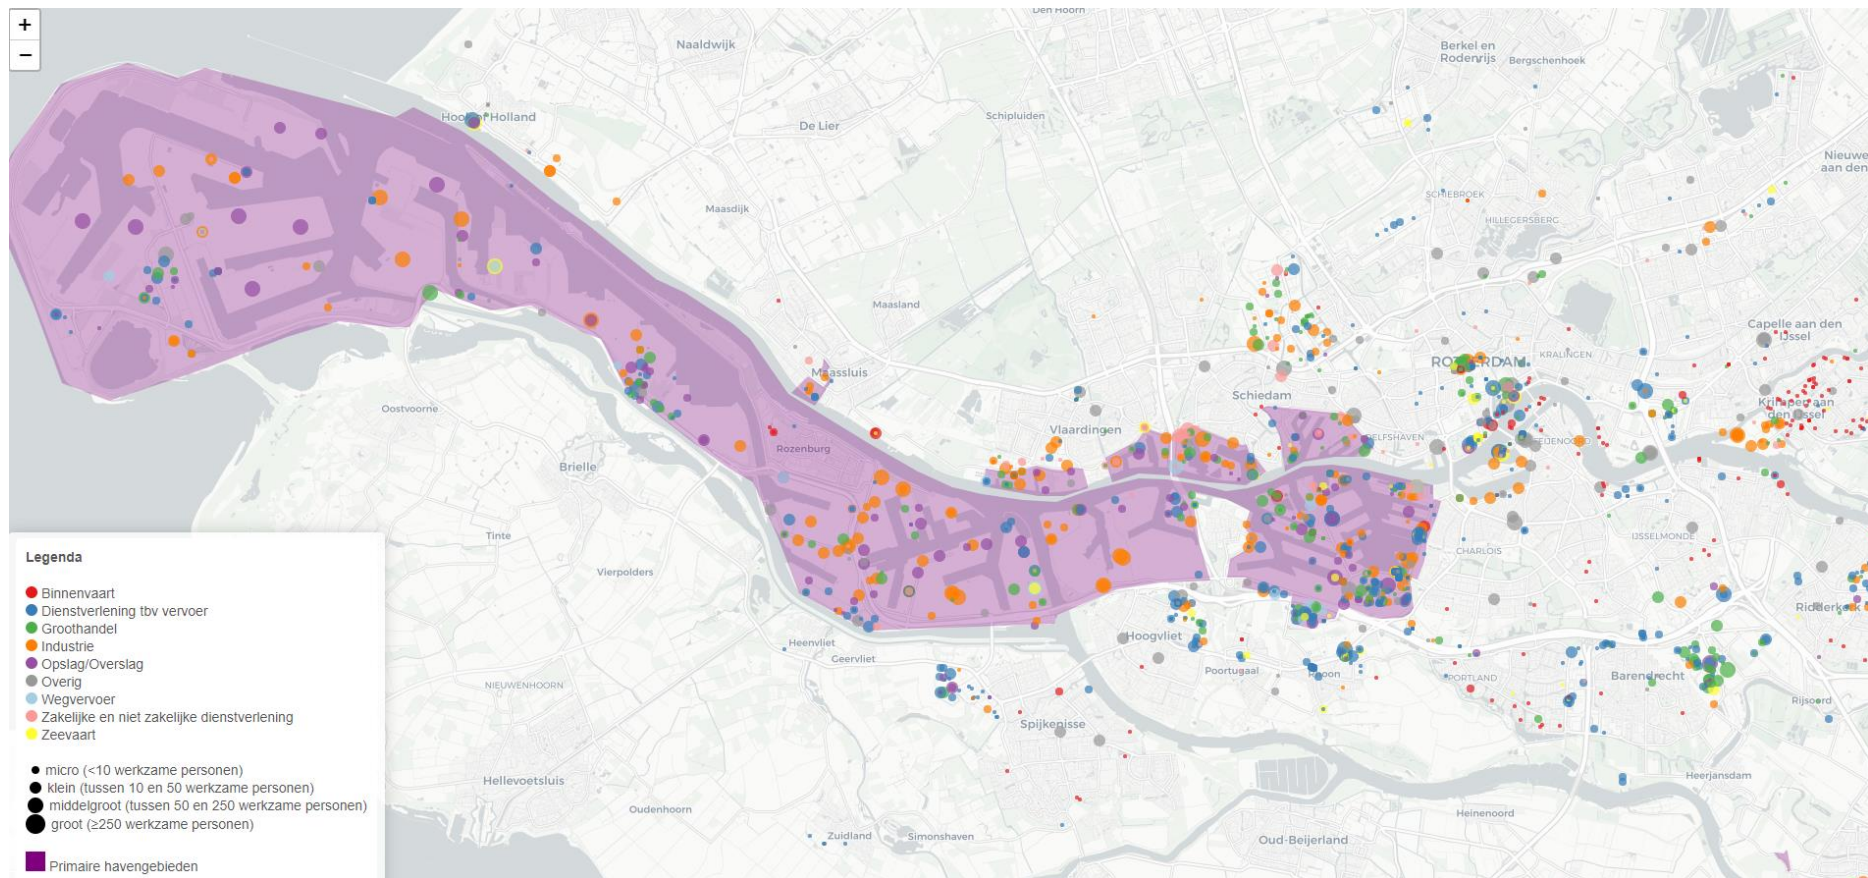 +
−
Den Hoorn
Naaldwijk
Berkel en
Rodenrijs
Bergschenhoek
Hoek of Holland
De Lier
Schipluiden
Nieuwe
aan den
SCHIEBROEK
HILLEGERSBERG
Maasdijk
Maasland
Capelle aan den
IJssel
ROTTERDAM
KRALINGEN
Maassluis
Schiedam
Oostvoorne
Krimpen aan
den IJssel
Vlaardingen
DELFSHAVEN
FEIJENOORD
Rozenburg
Brielle
Tinte
IJSSELMONDE
CHARLOIS
Vierpolders
Ridderkerk
Heenvliet
Hoogvliet
Geervliet
Poortugaal
Rhoon
PORTLAND
Barendrecht
NIEUWENHOORN
Rijsoord
Spijkenisse
Hellevoetsluis
Heerjansdam
Oudenhoorn
Heinenoord
Zuidland
Simonshaven
Oud-Beijerland
Legenda
Binnenvaart
Dienstverlening tbv vervoer
Groothandel
Industrie
Opslag/Overslag
Overig
Wegvervoer
Zakelijke en niet zakelijke dienstverlening
Zeevaart
micro (<10 werkzame personen)
klein (tussen 10 en 50 werkzame personen)
middelgroot (tussen 50 en 250 werkzame personen)
groot (≥250 werkzame personen)
Primaire havengebieden